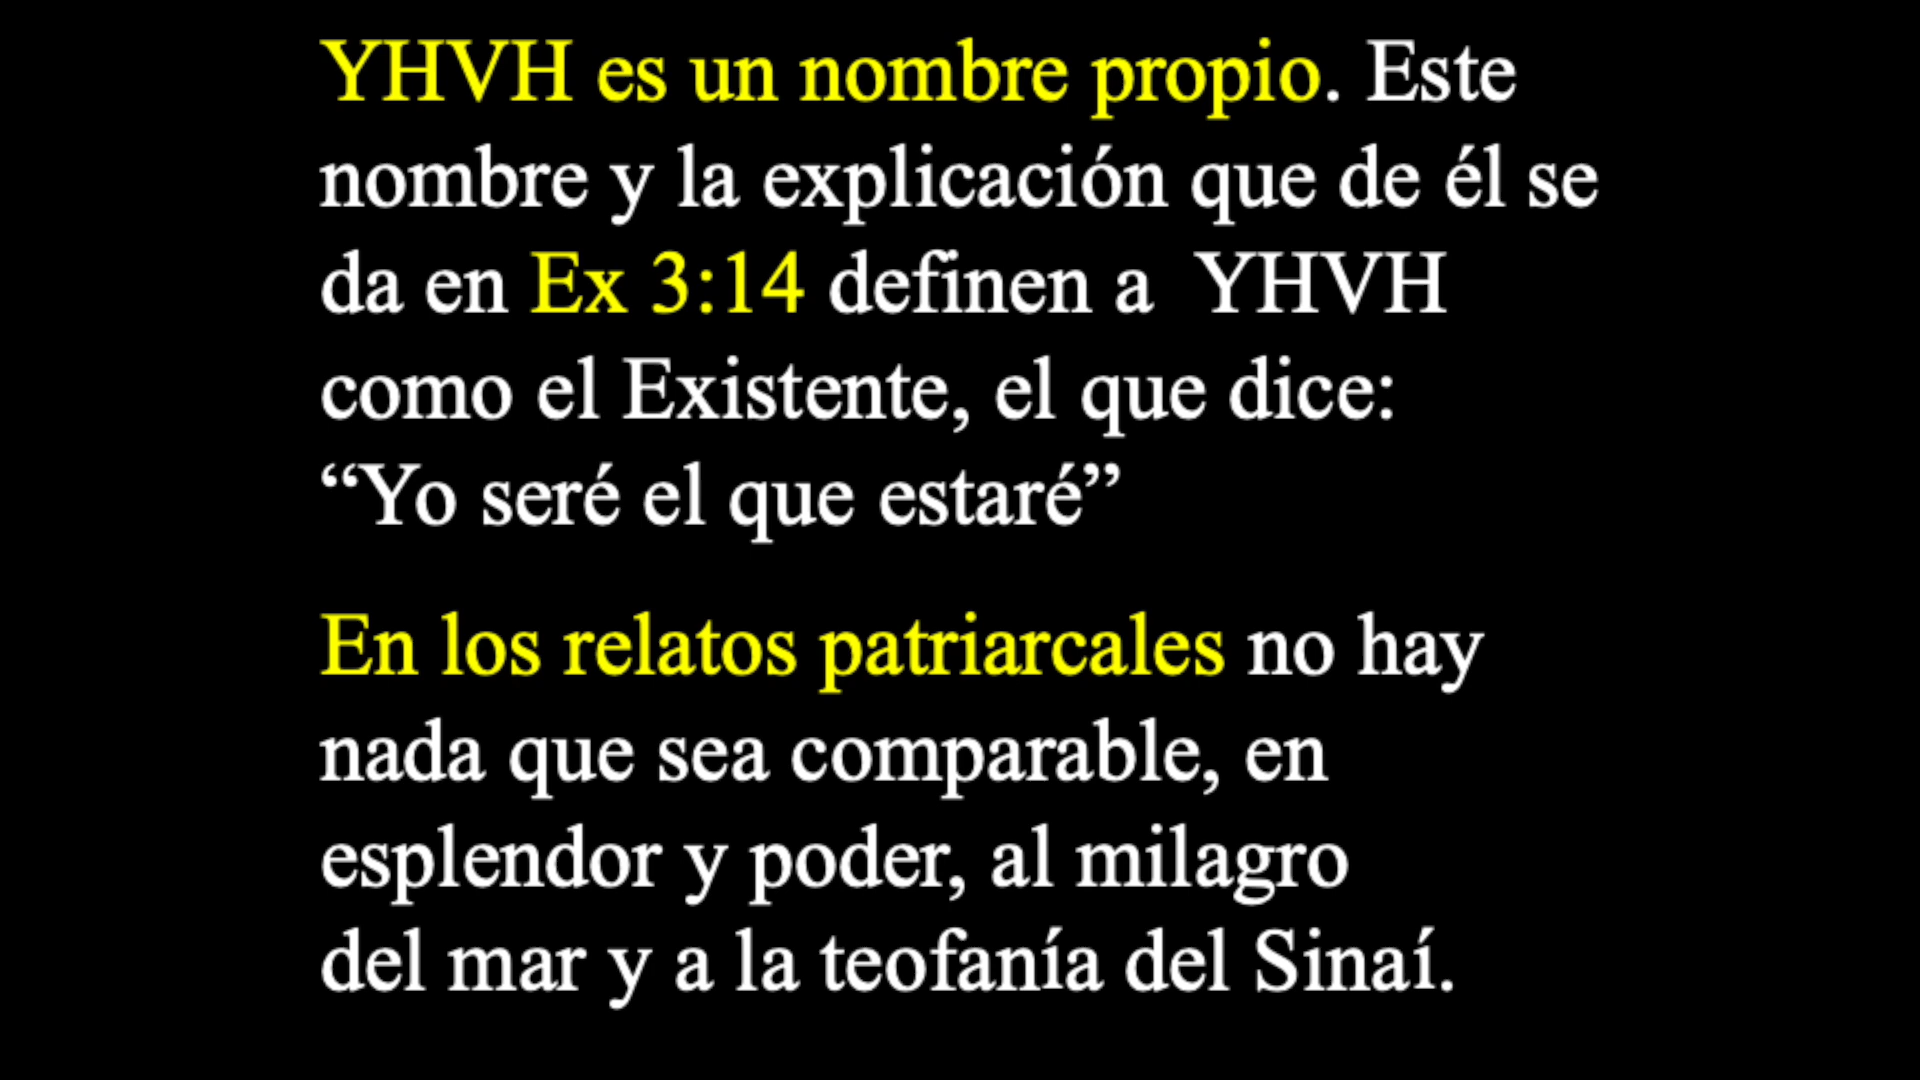 YHVH es un nombre propio. Este
nombre y la explicación que de él se
da en Ex 3:14 definen a  YHVH
como el Existente, el que dice:
“Yo seré el que estaré”
En los relatos patriarcales no hay
nada que sea comparable, en
esplendor y poder, al milagro
del mar y a la teofanía del Sinaí.